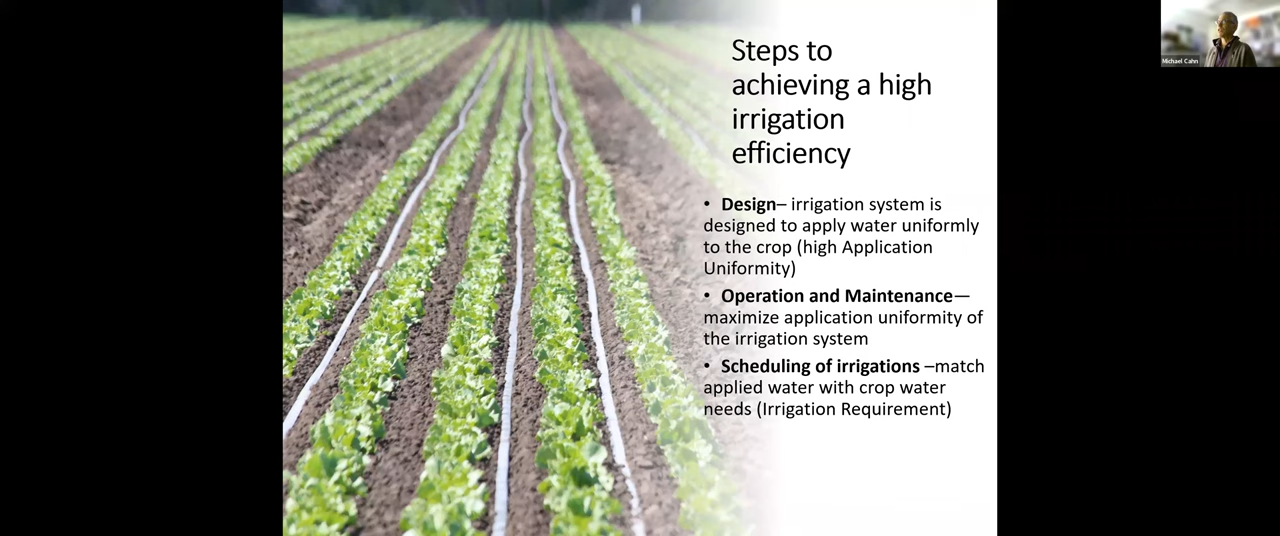 Steps to
achieving a high
irrigation
efficiency
• Design– irrigation system is
designed to apply water uniformly
to the crop (high Application
Uniformity)
• Operation and Maintenance—
maximize application uniformity of
the irrigation system
• Scheduling of irrigations –match
applied water with crop water
needs (Irrigation Requirement)
Michael Cahn